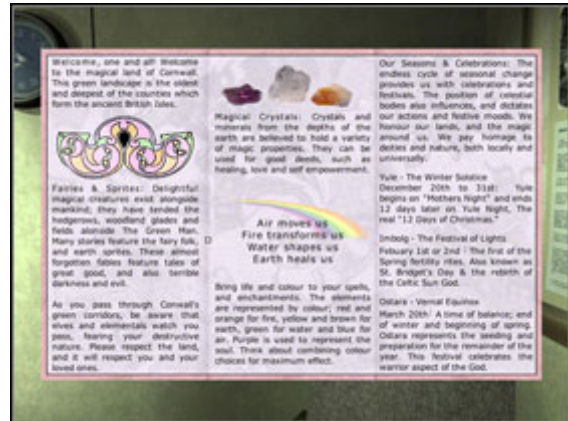 Welcome, one and all! Welcome
to the magical land of Cornwall.
This green landscape is the oldest
and deepest of the counties which
form the ancient British Isles.
Fairies & Sprites: Delightful
magical creatures exist alongside
mankind; they have tended the
hedgerows, woodland glades and
fields alonside The Green Man.
Many stories feature the fairy folk,
and earth sprites. These almost
forgotten fables feature tales of
great good, and also terrible
darkness and evil.
As you pass through Conwall's
green corridors, be aware that
elves and elementals watch you
pass, fearing your destructive
nature. Please respect the land,
and it will respect you and your
loved ones.
Magical Crystals: Crystals and
minerals from the depths of the
earth are believed to hold a variety
of magic properties. They can be
used for good deeds, such as
healing, love and self empowerment.
Air moves us
Fire transforms us
Water shapes us
Earth heals us
Bring life and colour to your spells,
and enchantments. The elements
are represented by colour; red and
orange for fire, yellow and brown for
earth, green for water and blue for
air. Purple is used to represent the
soul. Think about combining colour
choices for maximum effect.
Our Seasons & Celebrations: The
endless cycle of seasonal change
provides us with celebrations and
festivals. The position of celestial
bodies also influences, and dictates
our actions and festive moods. We
honour our lands, and the magic
around us. We pay homage to
deities and nature, both locally and
universally.
Yule - The Winter Solstice
December 20th to 31st: Yule
begins on "Mothers Night" and ends
12 days later on Yule Night, The
real "12 Days of Christmas."
Imbolg - The Festival of Lights
Febuary 1st or 2nd : The first of the
Spring fertility rites. Also known as
St. Bridget's Day & the rebirth of
the Celtic Sun God.
Ostara - Vernal Equinox
March 20th: A time of balance; end
of winter and beginning of spring.
Ostara represents the seeding and
preparation for the remainder of the
year. This festival celebrates the
warrior aspect of the God.